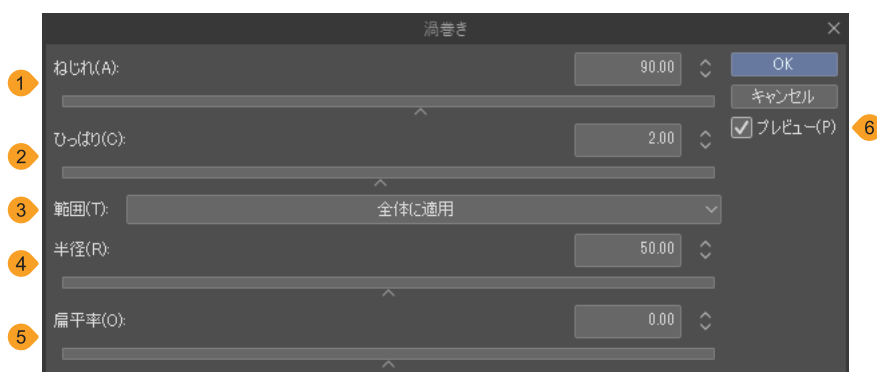 渦巻き
1
ねじれ(A):
90.00
OK
キャンセル
2
ひっぱり(C):
2.00
プレビュー(P)
6
3
範囲(T):
全体に適用
4
半径(R):
50.00
5
扁平率(O):
0.00